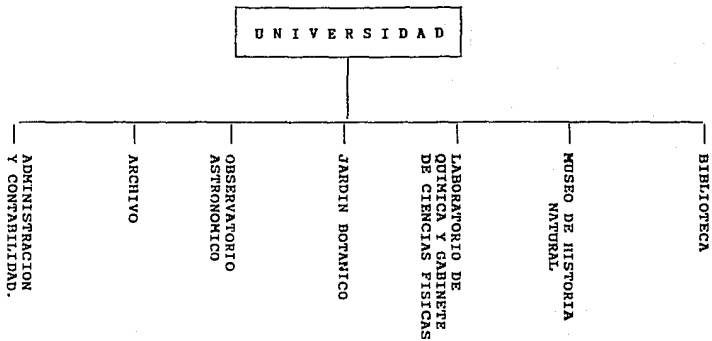 U N I V E R S I D A D
ADMINISTRACION
Y CONTABILIDAD.
ARCHIVO
OBSERVATORIO
ASTRONOMICO
JARDIN BOTANICO
LABORATORIO DE
QUIMICA Y GABINETE
DE CIENCIAS FISICAS
MUSEO DE HISTORIA
NATURAL
BIBLIOTECA